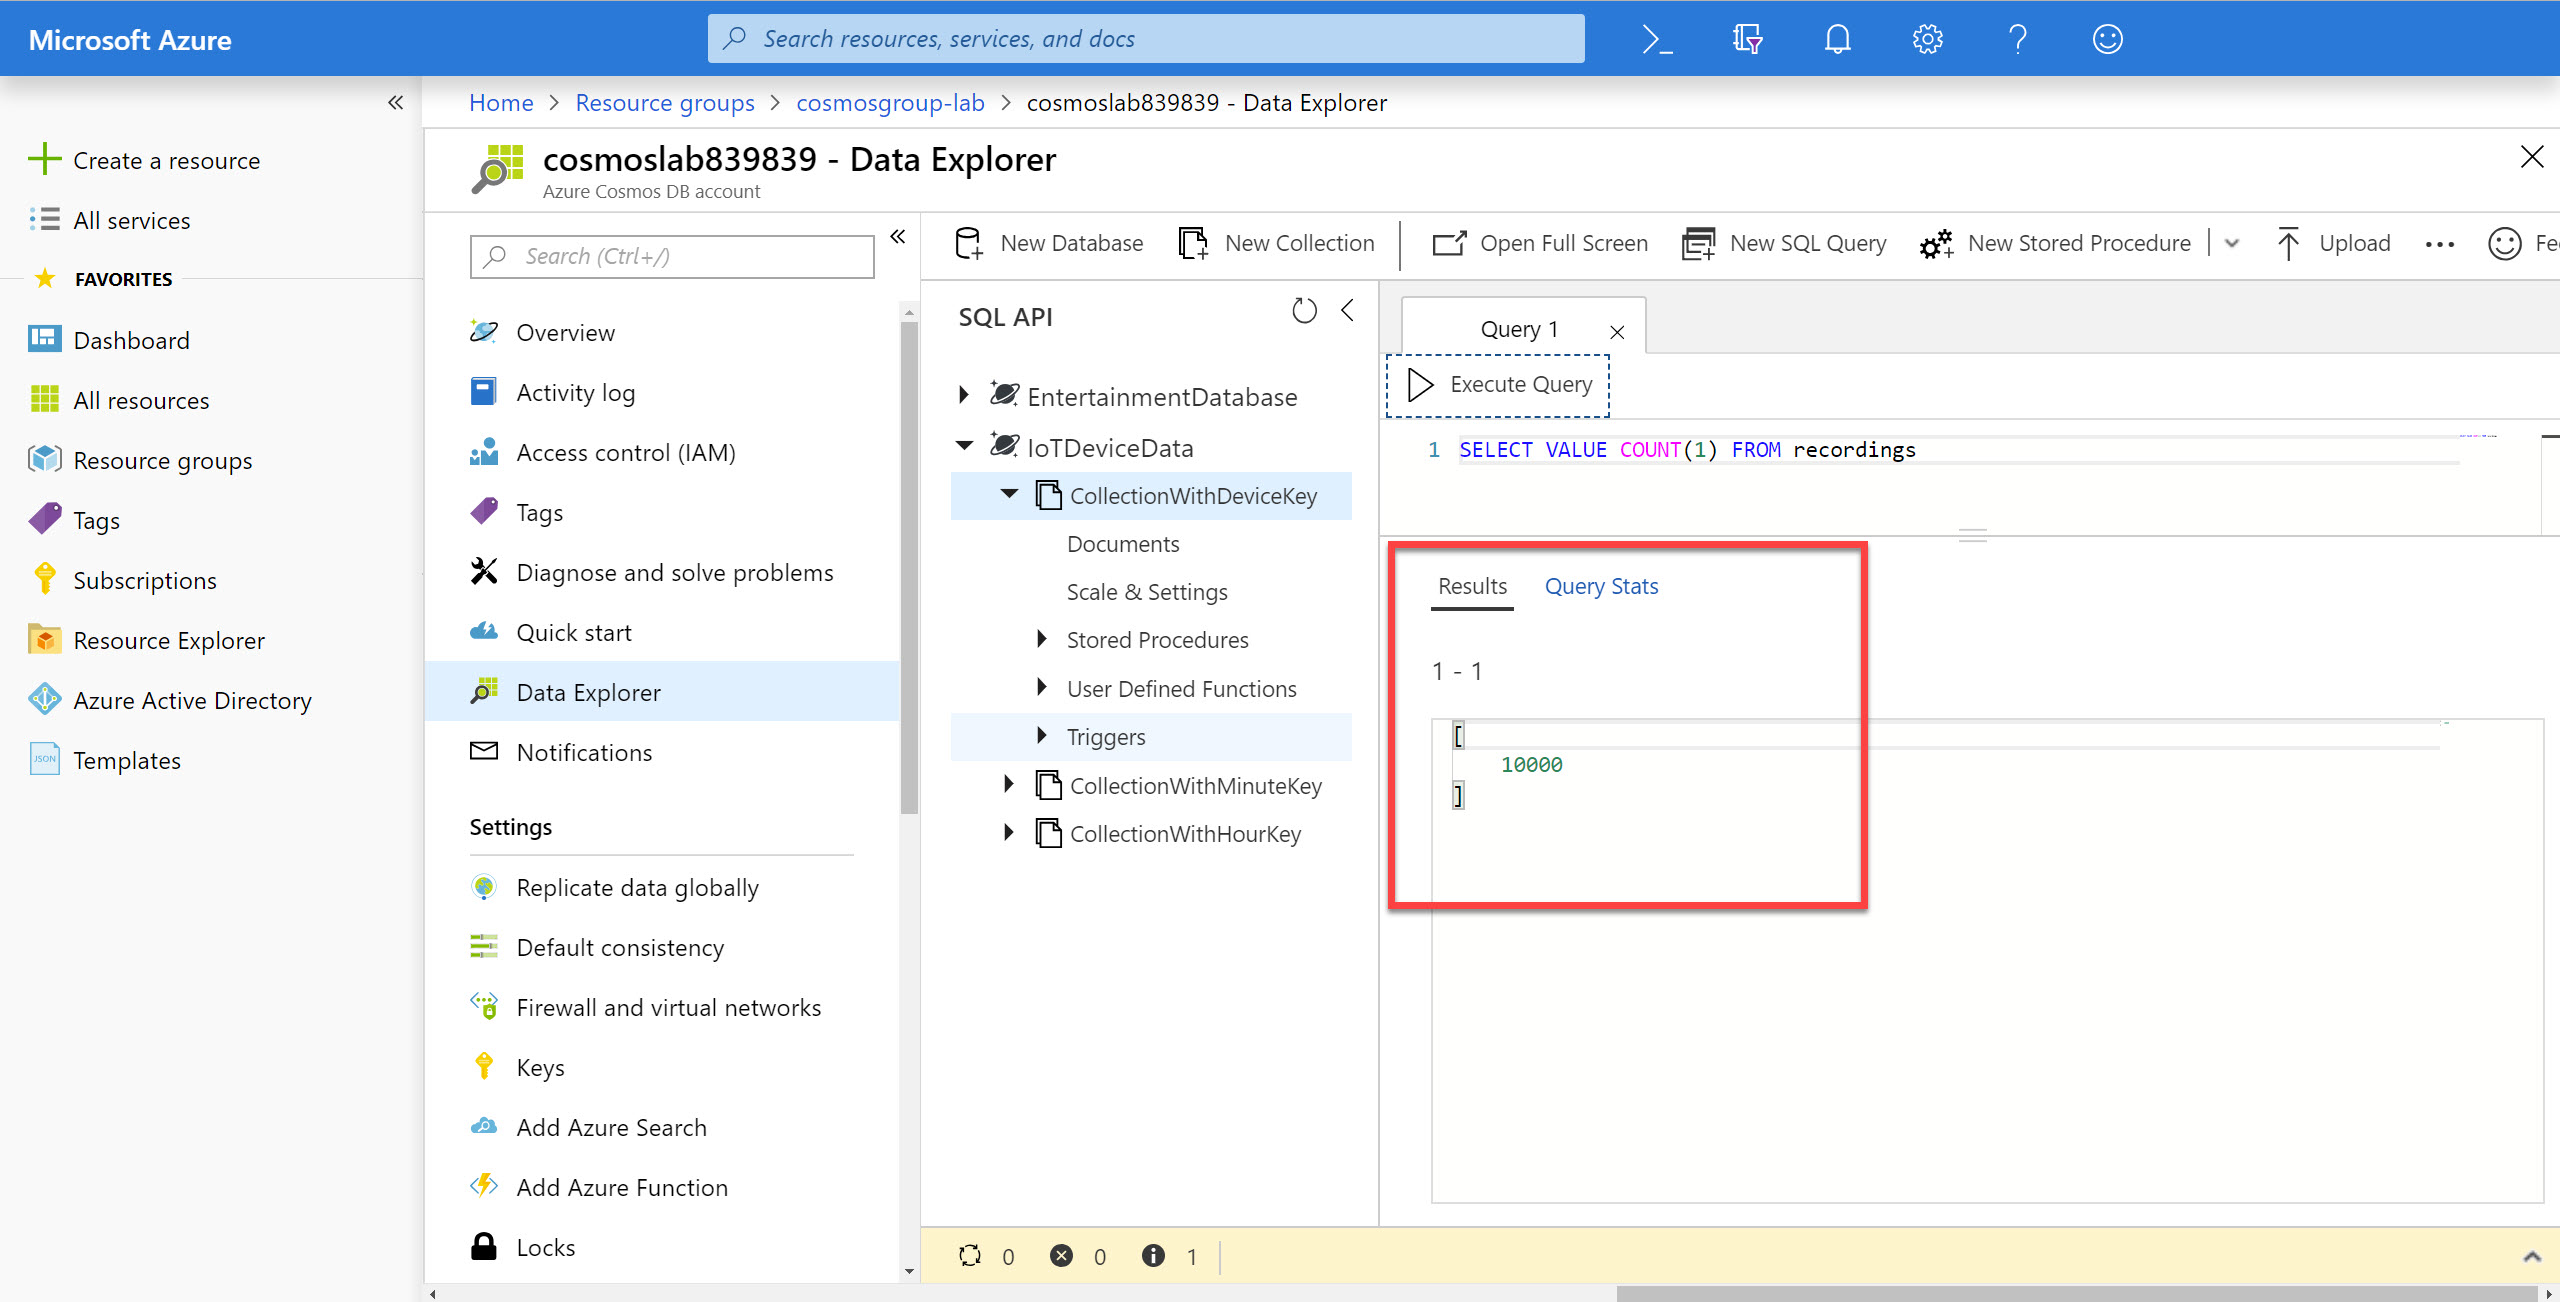 Microsoft Azure
Search resources, services, and docs
Home > Resource groups > cosmosgroup-lab > cosmoslab839839 - Data Explorer
Create a resource
All services
FAVORITES
Dashboard
All resources
Resource groups
Tags
Subscriptions
Resource Explorer
Azure Active Directory
JSON
Templates
cosmoslab839839 - Data Explorer
Azure Cosmos DB account
Search (Ctrl+/)
Overview
Activity log
Access control (IAM)
Tags
Diagnose and solve problems
Quick start
Data Explorer
Notifications
Settings
Replicate data globally
Default consistency
Firewall and virtual networks
Keys
Add Azure Search
Add Azure Function
Locks
New Database
New Collection
Open Full Screen
New SQL Query
New Stored Procedure
Upload
Fe
SQL API
EntertainmentDatabase
IoTDeviceData
CollectionWithDeviceKey
Documents
Scale & Settings
Stored Procedures
User Defined Functions
Triggers
CollectionWithMinuteKey
CollectionWithHourKey
Query 1
Execute Query
1 SELECT VALUE COUNT(1) FROM recordings
Results Query Stats
1 - 1
[
10000
]
0 0 1